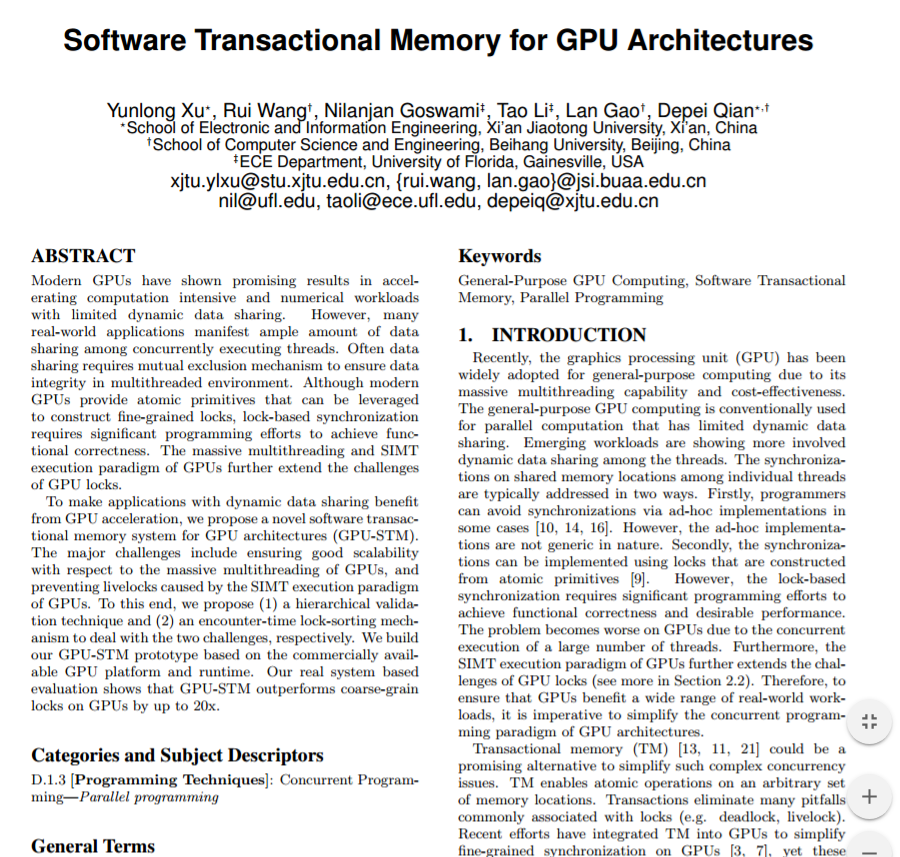 Software Transactional Memory for GPU Architectures
Yunlong Xu⋆, Rui Wang†, Nilanjan Goswami‡, Tao Li‡, Lan Gao†, Depei Qian⋆,†
⋆School of Electronic and Information Engineering, Xi'an Jiaotong University, Xi'an, China
†School of Computer Science and Engineering, Beihang University, Beijing, China
‡ECE Department, University of Florida, Gainesville, USA
xjtu.ylxu@stu.xjtu.edu.cn, {rui.wang, lan.gao}@jsi.buaa.edu.cn
nil@ufl.edu, taoli@ece.ufl.edu, depeiq@xjtu.edu.cn
ABSTRACT
Modern GPUs have shown promising results in accel-
erating computation intensive and numerical workloads
with limited dynamic data sharing. However, many
real-world applications manifest ample amount of data
sharing among concurrently executing threads. Often data
sharing requires mutual exclusion mechanism to ensure data
integrity in multithreaded environment. Although modern
GPUs provide atomic primitives that can be leveraged
to construct fine-grained locks, lock-based synchronization
requires significant programming efforts to achieve func-
tional correctness. The massive multithreading and SIMT
execution paradigm of GPUs further extend the challenges
of GPU locks.
To make applications with dynamic data sharing benefit
from GPU acceleration, we propose a novel software transac-
tional memory system for GPU architectures (GPU-STM).
The major challenges include ensuring good scalability
with respect to the massive multithreading of GPUs, and
preventing livelocks caused by the SIMT execution paradigm
of GPUs. To this end, we propose (1) a hierarchical valida-
tion technique and (2) an encounter-time lock-sorting mech-
anism to deal with the two challenges, respectively. We build
our GPU-STM prototype based on the commercially avail-
able GPU platform and runtime. Our real system based
evaluation shows that GPU-STM outperforms coarse-grain
locks on GPUs by up to 20x.
Categories and Subject Descriptors
D.1.3 [Programming Techniques]: Concurrent Program-
ming—Parallel programming
General Terms
Keywords
General-Purpose GPU Computing, Software Transactional
Memory, Parallel Programming
1. INTRODUCTION
Recently, the graphics processing unit (GPU) has been
widely adopted for general-purpose computing due to its
massive multithreading capability and cost-effectiveness.
The general-purpose GPU computing is conventionally used
for parallel computation that has limited dynamic data
sharing. Emerging workloads are showing more involved
dynamic data sharing among the threads. The synchroniza-
tions on shared memory locations among individual threads
are typically addressed in two ways. Firstly, programmers
can avoid synchronizations via ad-hoc implementations in
some cases [10, 14, 16]. However, the ad-hoc implementa-
tions are not generic in nature. Secondly, the synchroniza-
tions can be implemented using locks that are constructed
from atomic primitives [9]. However, the lock-based
synchronization requires significant programming efforts to
achieve functional correctness and desirable performance.
The problem becomes worse on GPUs due to the concurrent
execution of a large number of threads. Furthermore, the
SIMT execution paradigm of GPUs further extends the chal-
lenges of GPU locks (see more in Section 2.2). Therefore, to
ensure that GPUs benefit a wide range of real-world work-
loads, it is imperative to simplify the concurrent program-
ming paradigm of GPU architectures.
Transactional memory (TM) [13, 11, 21] could be a
promising alternative to simplify such complex concurrency
issues. TM enables atomic operations on an arbitrary set
of memory locations. Transactions eliminate many pitfalls
commonly associated with locks (e.g. deadlock, livelock).
Recent efforts have integrated TM into GPUs to simplify
fine-grained synchronization on GPUs [3, 7], yet these